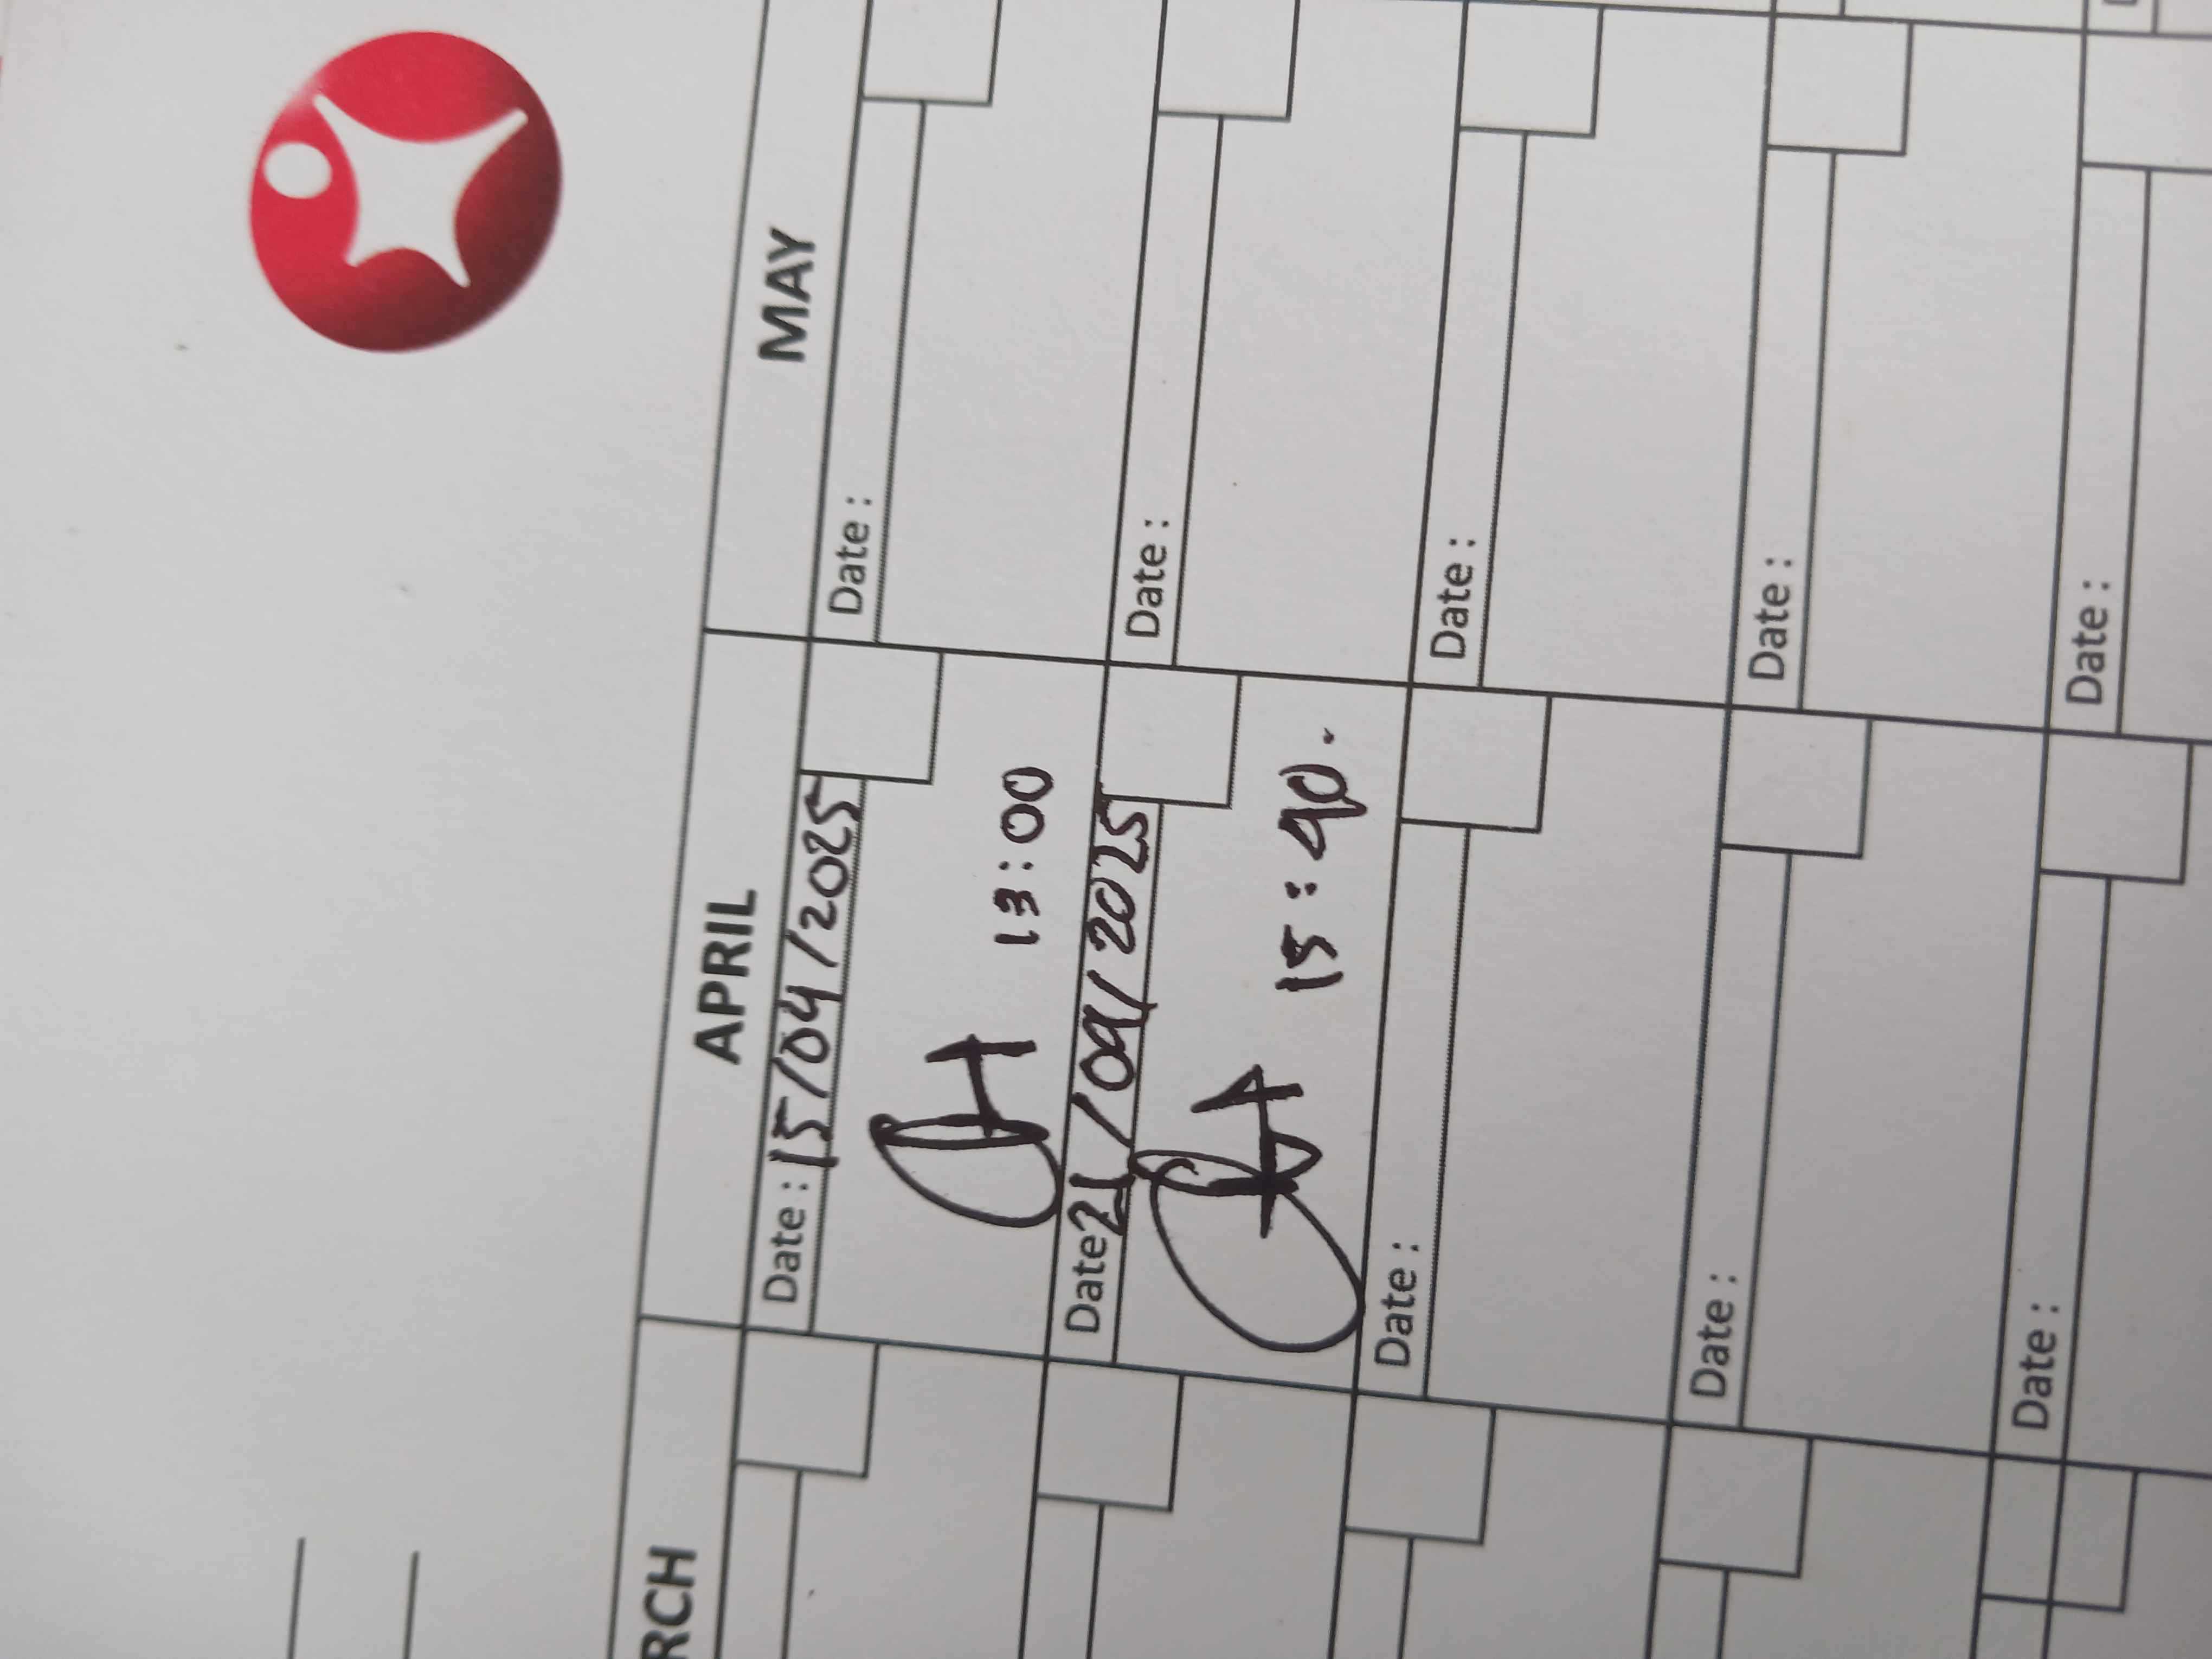 RCH
APRIL
MAY
Date : 15/04/2025
13:00
Date 21/04/2025
15:40.
Date :
Date :
Date :
Date :
Date :
Date :
Date :
Date :